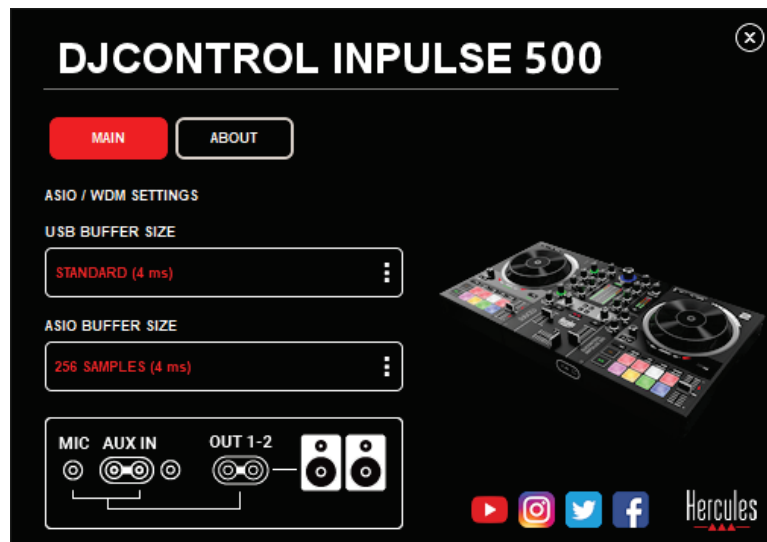 DJCONTROL INPULSE 500
MAIN
ABOUT
ASIO / WDM SETTINGS
USB BUFFER SIZE
STANDARD (4 ms)
ASIO BUFFER SIZE
256 SAMPLES (4 ms)
MIC AUX IN OUT 1-2
Hercules